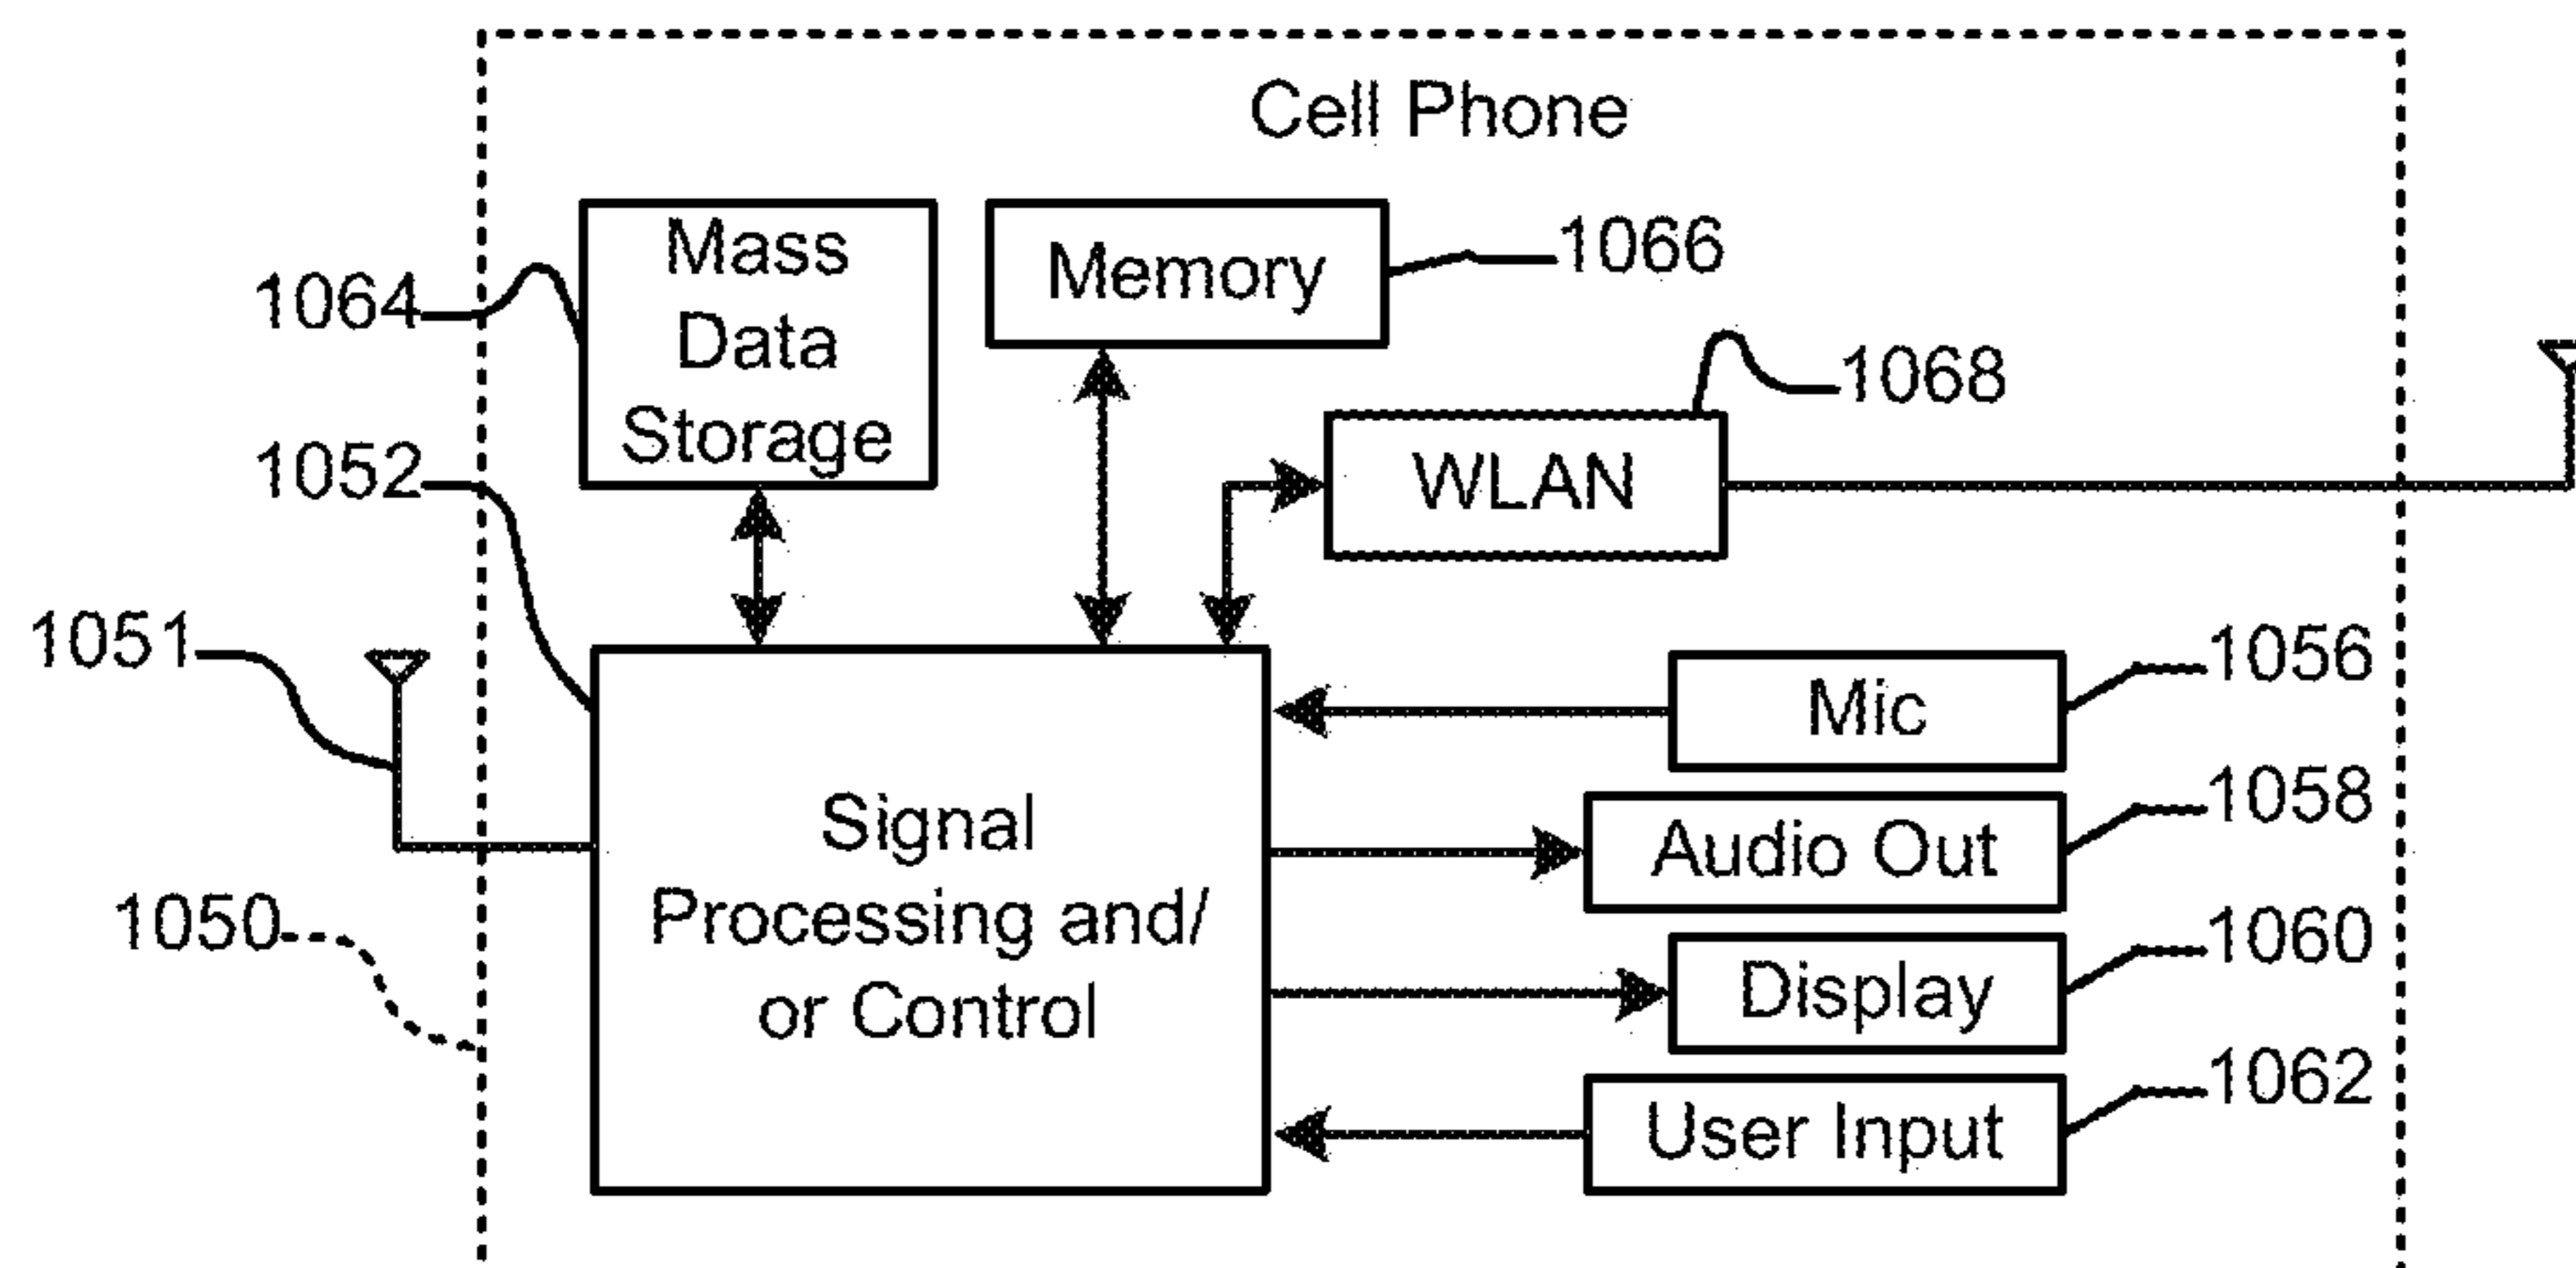 Cell Phone
Mass
Data
Storage
Memory
1066
1064
1068
1052
WLAN
1051
Mic
1056
Signal
Processing and/
or Control
Audio Out
1058
1050
Display
1060
User Input
1062